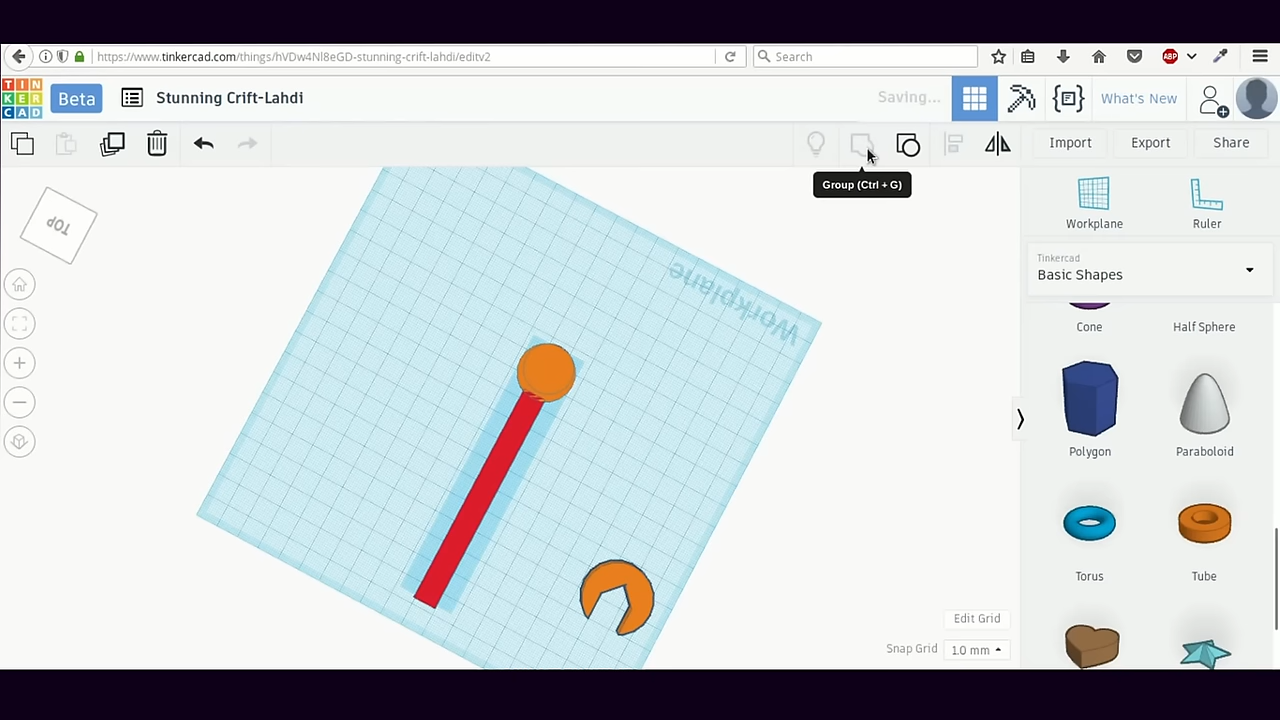 https://www.tinkercad.com/things/hVDw4Nl8eGD-stunning-crift-lahdi/editv2
Search
ABP
TIN
KER
CAD
Beta
Stunning Crift-Lahdi
Saving...
What's New
Import
Export
Share
Group (Ctrl + G)
TOP
Workplane
Ruler
Tinkercad
Basic Shapes
Workplane
Cone
Half Sphere
Polygon
Paraboloid
Torus
Tube
Edit Grid
Snap Grid
1.0 mm